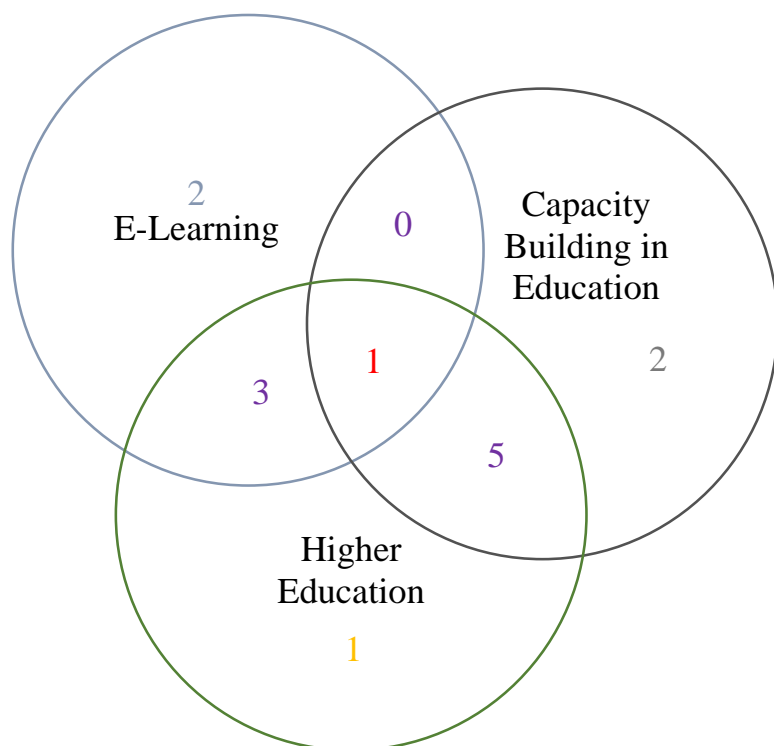 2
E-Learning
0
Capacity
Building in
Education
2
1
3
5
Higher
Education
1